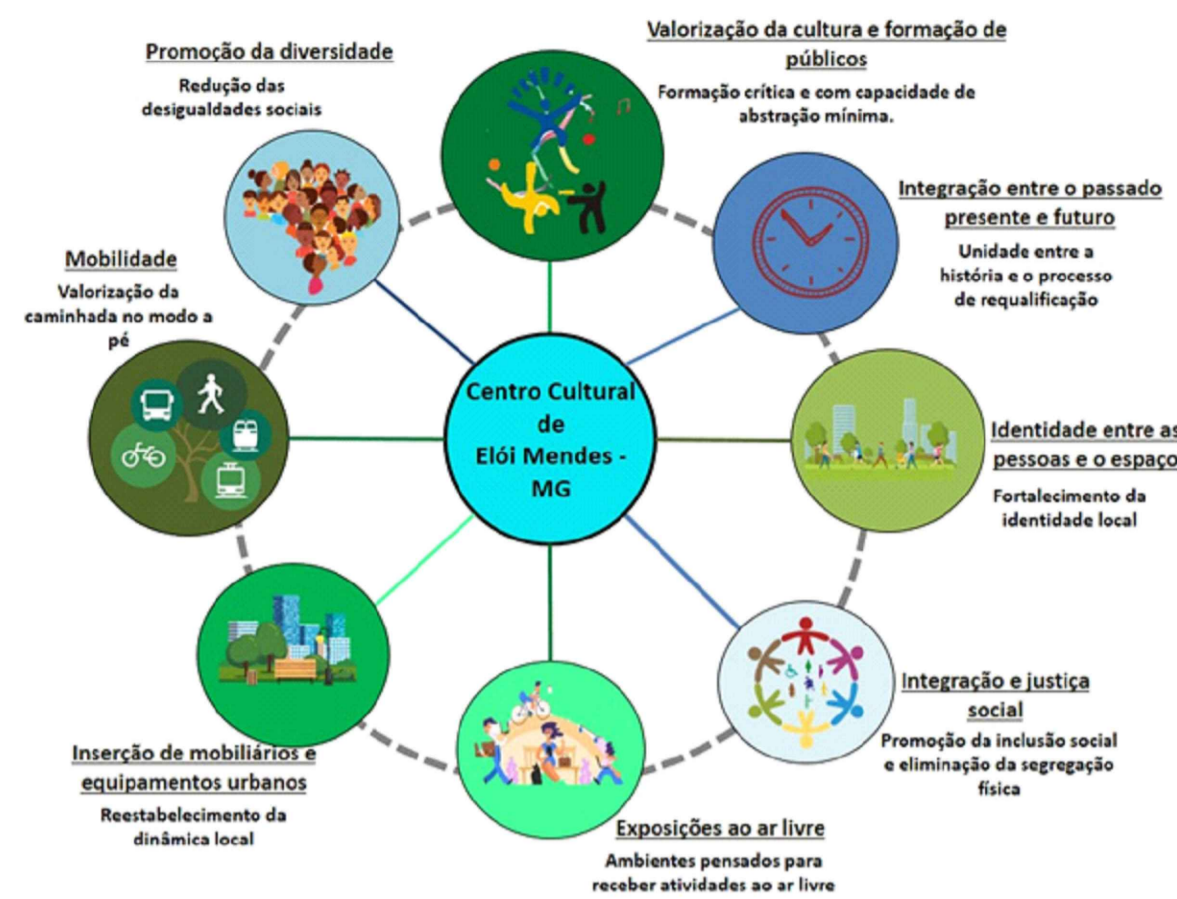 Valorização da cultura e formação de
públicos
Formação crítica e com capacidade de
abstração mínima.
Promoção da diversidade
Redução das
desigualdades sociais
Integração entre o passado
presente e futuro
Unidade entre a
história e o processo
de requalificação
Mobilidade
Valorização da
caminhada no modo a
pé
Centro Cultural
de
Elói Mendes -
MG
Identidade entre as
pessoas e o espaço
Fortalecimento da
identidade local
Integração e justiça
social
Promoção da inclusão social
e eliminação da segregação
física
Inserção de mobiliários e
equipamentos urbanos
Reestabelecimento da
dinâmica local
Exposições ao ar livre
Ambientes pensados para
receber atividades ao ar livre